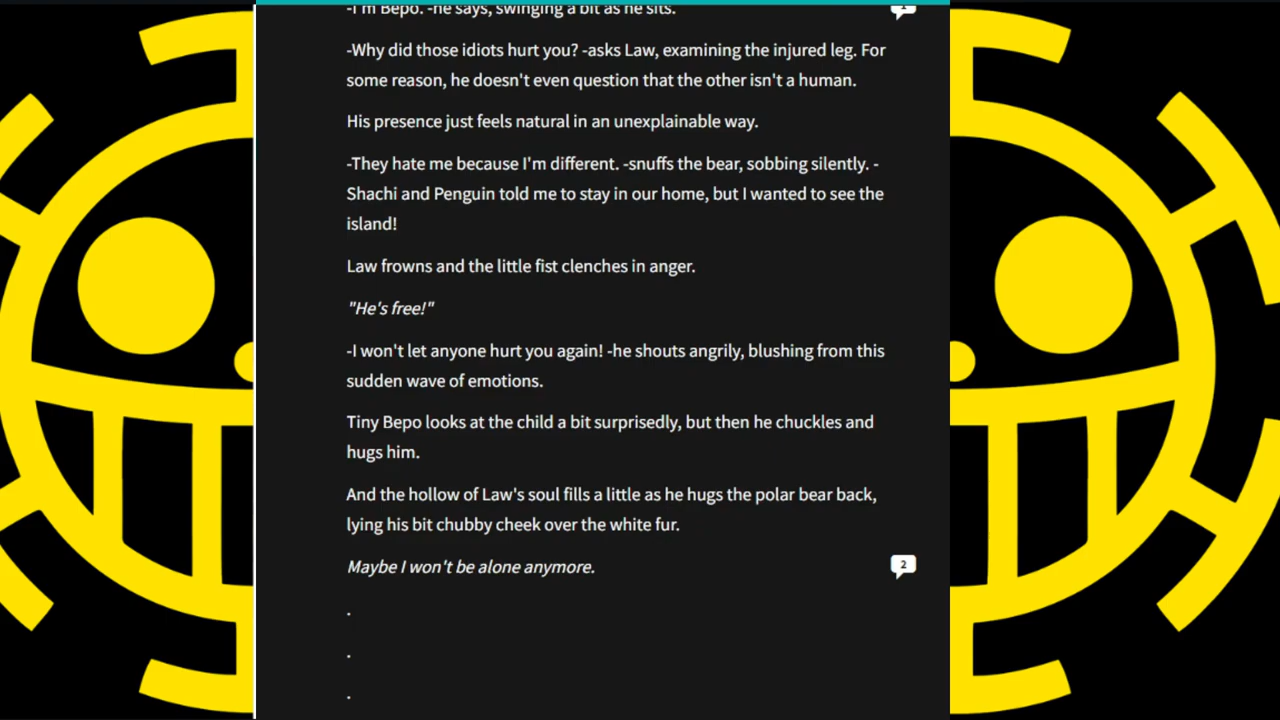 -I'm Bepo. -he says, swinging a bit as he sits.
1
-Why did those idiots hurt you? -asks Law, examining the injured leg. For
some reason, he doesn't even question that the other isn't a human.
His presence just feels natural in an unexplainable way.
-They hate me because I'm different. -snuffs the bear, sobbing silently. -
Shachi and Penguin told me to stay in our home, but I wanted to see the
island!
Law frowns and the little fist clenches in anger.
"He's free!"
-I won't let anyone hurt you again! -he shouts angrily, blushing from this
sudden wave of emotions.
Tiny Bepo looks at the child a bit surprisedly, but then he chuckles and
hugs him.
And the hollow of Law's soul fills a little as he hugs the polar bear back,
lying his bit chubby cheek over the white fur.
Maybe I won't be alone anymore.
2
.
.
.